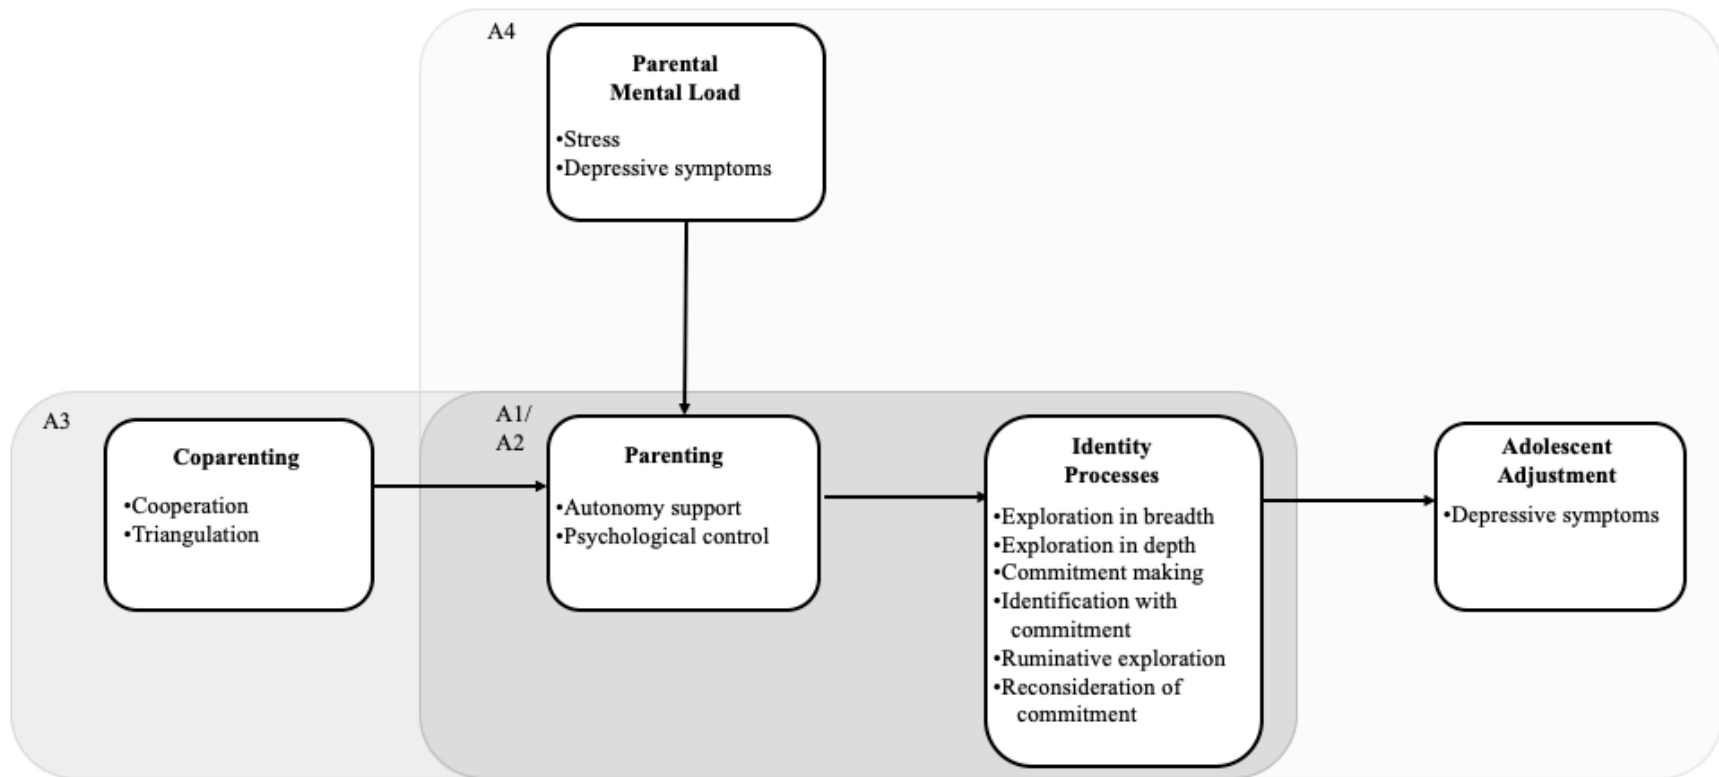 A4
Parental
Mental Load
•Stress
•Depressive symptoms
A3
Coparenting
•Cooperation
•Triangulation
A1/
A2
Parenting
•Autonomy support
•Psychological control
Identity
Processes
•Exploration in breadth
•Exploration in depth
•Commitment making
•Identification with
commitment
•Ruminative exploration
•Reconsideration of
commitment
Adolescent
Adjustment
•Depressive symptoms